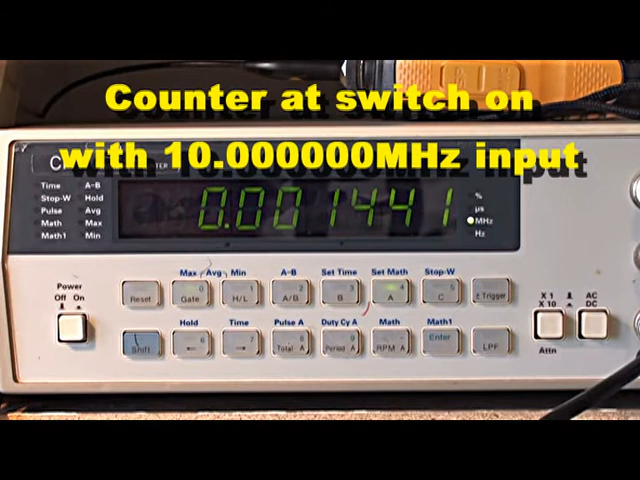 Counter at switch on
with 10.000000MHz input
Time A-B
Stop-W Hold
Pulse Avg
Math Max
Math1 Min
0.001441
%
µs
MHz
Hz
Power
Off On
Max Avg Min A-B Set Time Set Math Stop-W
Reset Gate 0 H/L 1 A/B 2 B 3 A 4 C 5 ± Trigger
X 1
X 10
AC
DC
Attn
Hold Time Pulse A Duty Cy A Math Math1
Shift ← 6 → 7 Total A 8 Period A 9 RPM A Enter LPF